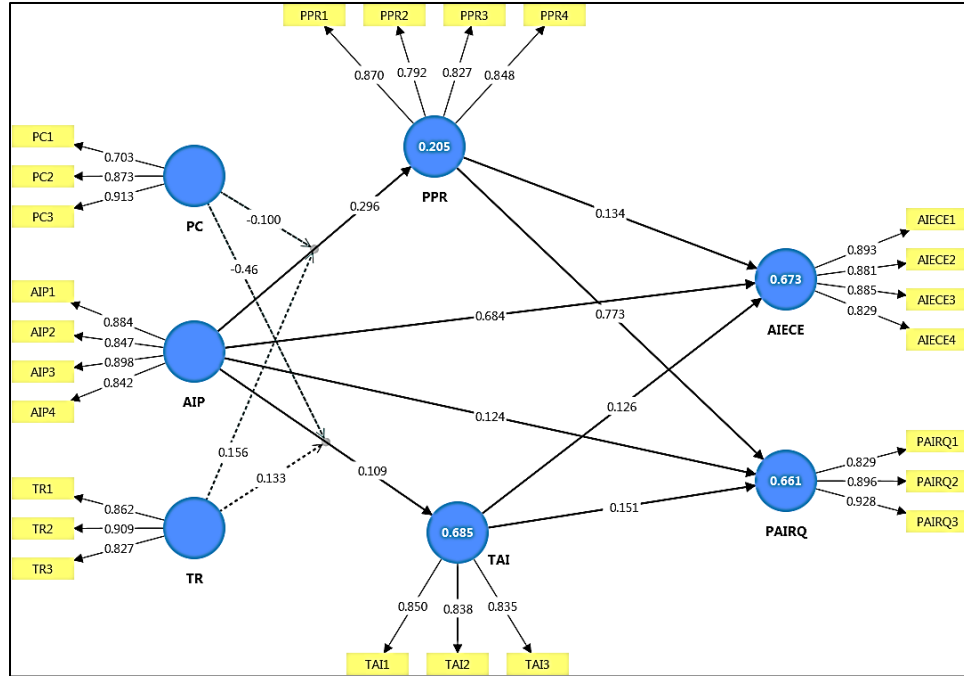 PPR1 PPR2 PPR3 PPR4
0.870 0.792 0.827 0.848
PC1
PC2
PC3
0.703
0.873
0.913
PC
0.205
PPR
-0.100
0.296
-0.46
0.134
AIP1
AIP2
AIP3
AIP4
0.884
0.847
0.898
0.842
AIP
0.684
0.773
0.673
AIECE
0.893
0.881
0.885
0.829
AIECE1
AIECE2
AIECE3
AIECE4
0.124
0.126
0.156
0.133
0.109
0.151
TR1
TR2
TR3
0.862
0.909
0.827
TR
0.685
TAI
0.661
PAIRQ
0.829
0.896
0.928
PAIRQ1
PAIRQ2
PAIRQ3
0.850 0.838 0.835
TAI1 TAI2 TAI3